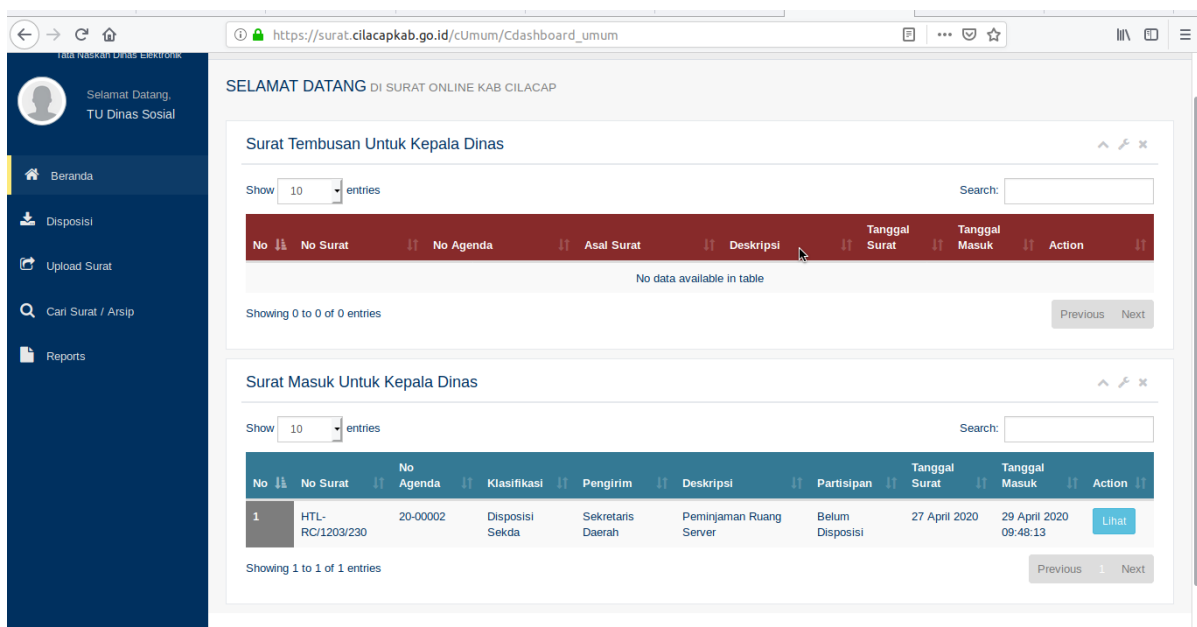 https://surat.cilacapkab.go.id/cUmum/Cdashboard_umum
Tata Naskah Dinas Elektronik
Selamat Datang,
TU Dinas Sosial
Beranda
Disposisi
Upload Surat
Cari Surat / Arsip
Reports
SELAMAT DATANG DI SURAT ONLINE KAB CILACAP
Surat Tembusan Untuk Kepala Dinas
Show 10 entries Search:
No No Surat No Agenda Asal Surat Deskripsi Tanggal Surat Tanggal Masuk Action
No data available in table
Showing 0 to 0 of 0 entries Previous Next
Surat Masuk Untuk Kepala Dinas
Show 10 entries Search:
No No Surat No Agenda Klasifikasi Pengirim Deskripsi Partisipan Tanggal Surat Tanggal Masuk Action
1 HTL-RC/1203/230 20-00002 Disposisi Sekda Sekretaris Daerah Peminjaman Ruang Server Belum Disposisi 27 April 2020 29 April 2020 09:48:13 Lihat
Showing 1 to 1 of 1 entries Previous 1 Next